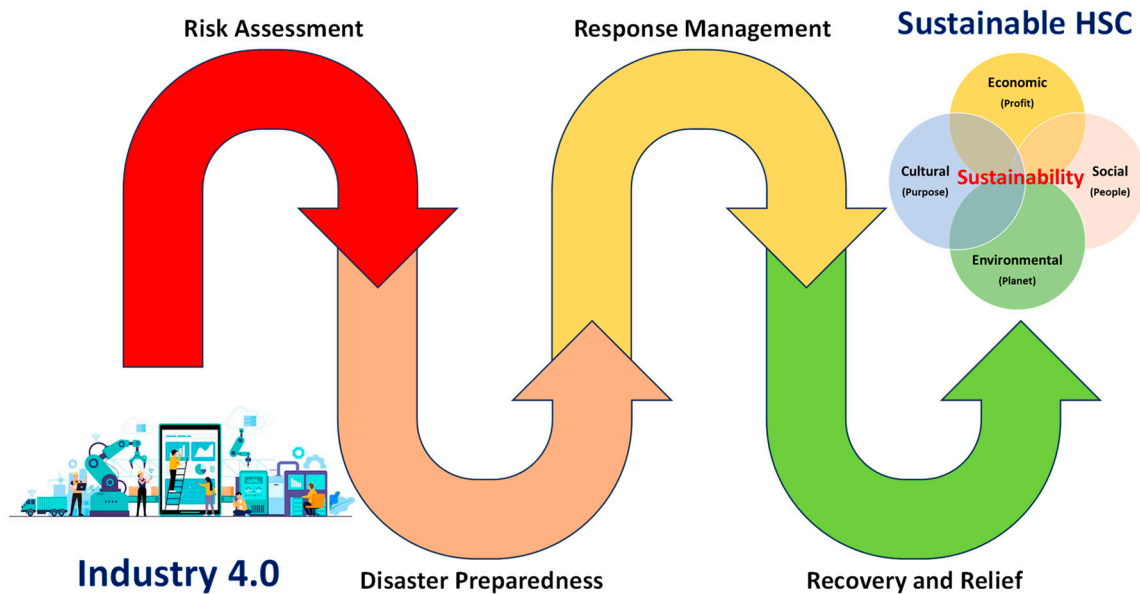 Risk Assessment
Response Management
Sustainable HSC
Economic
(Profit)
Cultural
(Purpose)
Sustainability
Social
(People)
Environmental
(Planet)
Industry 4.0
Disaster Preparedness
Recovery and Relief